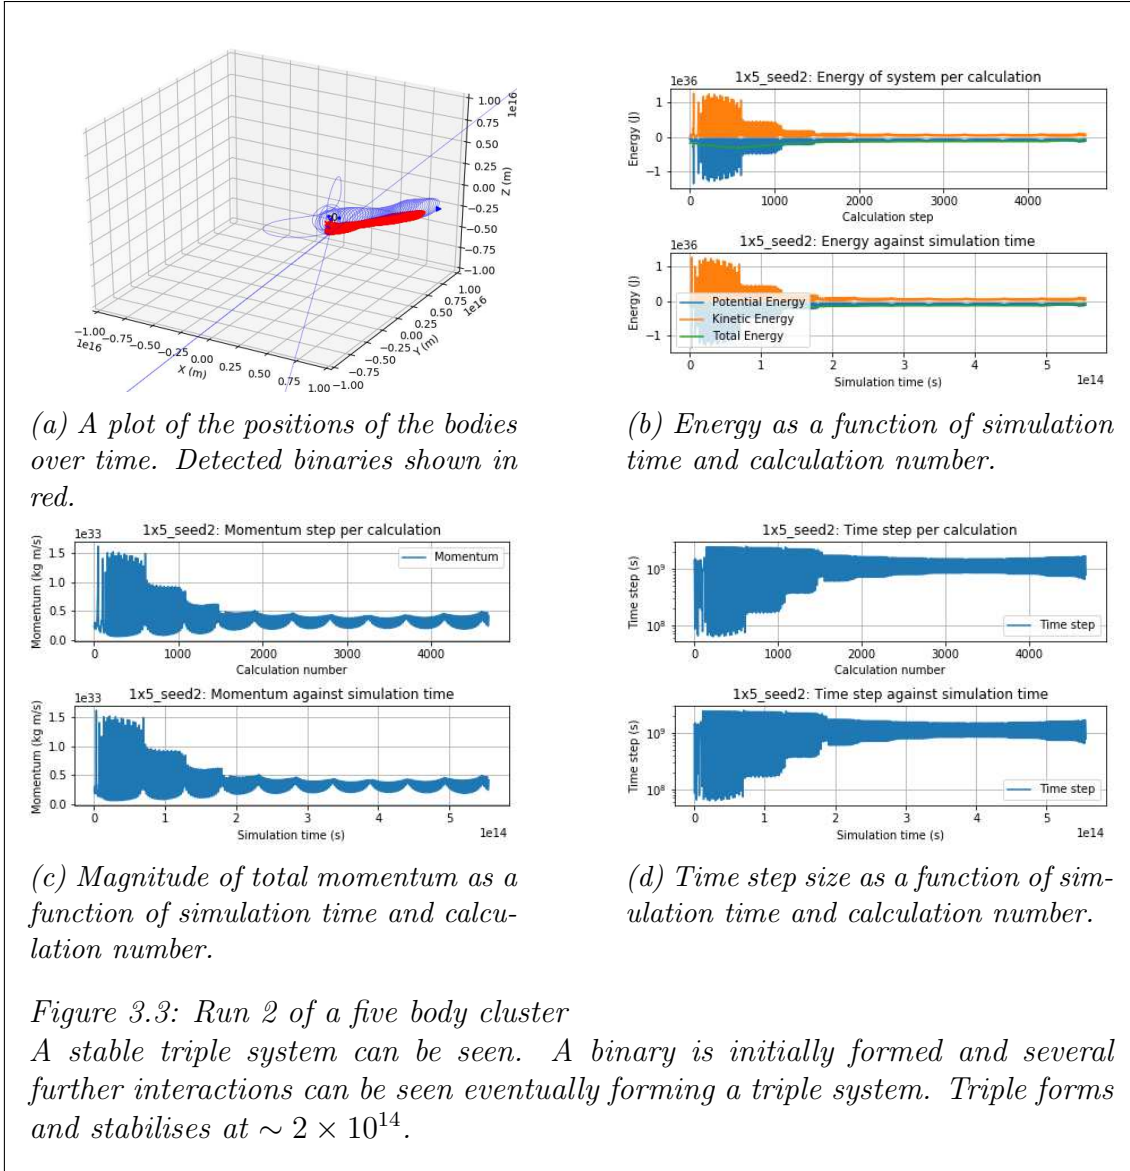 1.00
1e16
0.75
0.50
0.25
0.00
−0.25
−0.50
−0.75
−1.00
Z (m)
−1.00
1e16
−0.75
−0.50
−0.25
0.00
0.25
0.50
0.75
1.00
X (m)
−1.00
−0.75
−0.50
−0.25
0.00
0.25
0.50
0.75
1.00
1e16
Y (m)
1e36
1x5_seed2: Energy of system per calculation
Energy (J)
1
0
−1
0 1000 2000 3000 4000
Calculation step
1e36
1x5_seed2: Energy against simulation time
Energy (J)
1
0
−1
Potential Energy
Kinetic Energy
Total Energy
0 1 2 3 4 5
1e14
Simulation time (s)
(a) A plot of the positions of the bodies
over time. Detected binaries shown in
red.
(b) Energy as a function of simulation
time and calculation number.
1e33
1x5_seed2: Momentum step per calculation
Momentum (kg m/s)
1.5
1.0
0.5
0.0
Momentum
0 1000 2000 3000 4000
Calculation number
1e33
1x5_seed2: Momentum against simulation time
Momentum (kg m/s)
1.5
1.0
0.5
0.0
0 1 2 3 4 5
1e14
Simulation time (s)
1x5_seed2: Time step per calculation
Time step (s)
10⁹
10⁸
Time step
0 1000 2000 3000 4000
Calculation number
1x5_seed2: Time step against simulation time
Time step (s)
10⁹
10⁸
Time step
0 1 2 3 4 5
1e14
Simulation time (s)
(c) Magnitude of total momentum as a
function of simulation time and calcu-
lation number.
(d) Time step size as a function of sim-
ulation time and calculation number.
Figure 3.3: Run 2 of a five body cluster
A stable triple system can be seen. A binary is initially formed and several
further interactions can be seen eventually forming a triple system. Triple forms
and stabilises at ∼ 2 × 10¹⁴.